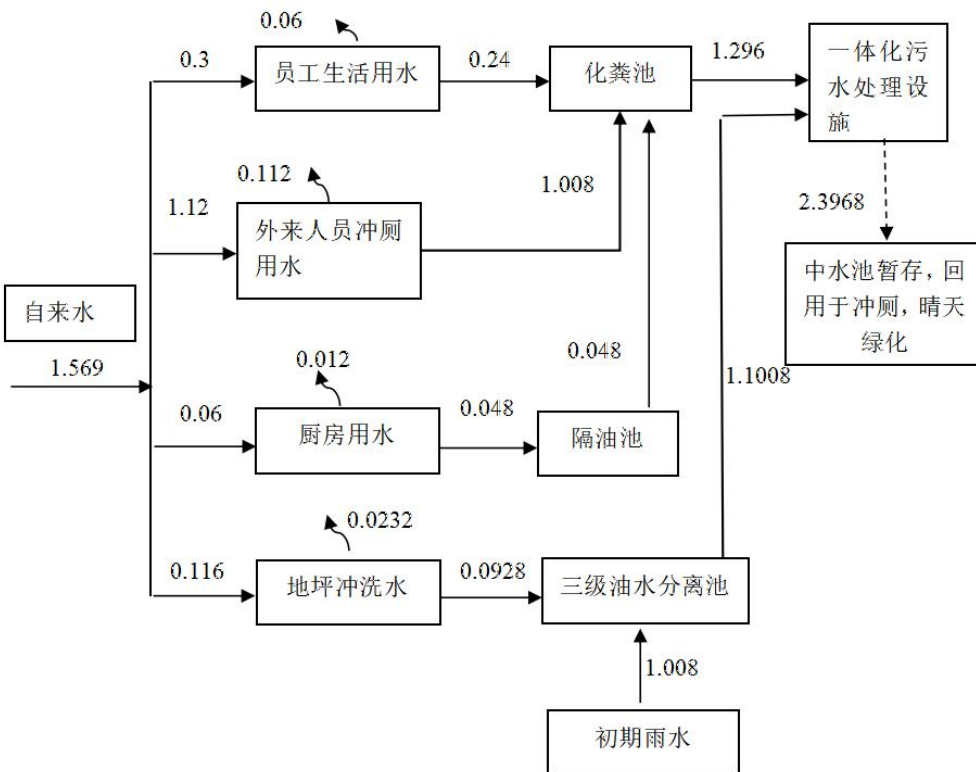 0.06
0.3
员工生活用水
0.24
化粪池
1.296
一体化污
水处理设
施
0.112
1.12
外来人员冲厕
用水
1.008
2.3968
中水池暂存，回
用于冲厕，晴天
绿化
自来水
1.569
0.012
0.06
厨房用水
0.048
隔油池
0.048
1.1008
0.0232
0.116
地坪冲洗水
0.0928
三级油水分离池
1.008
初期雨水